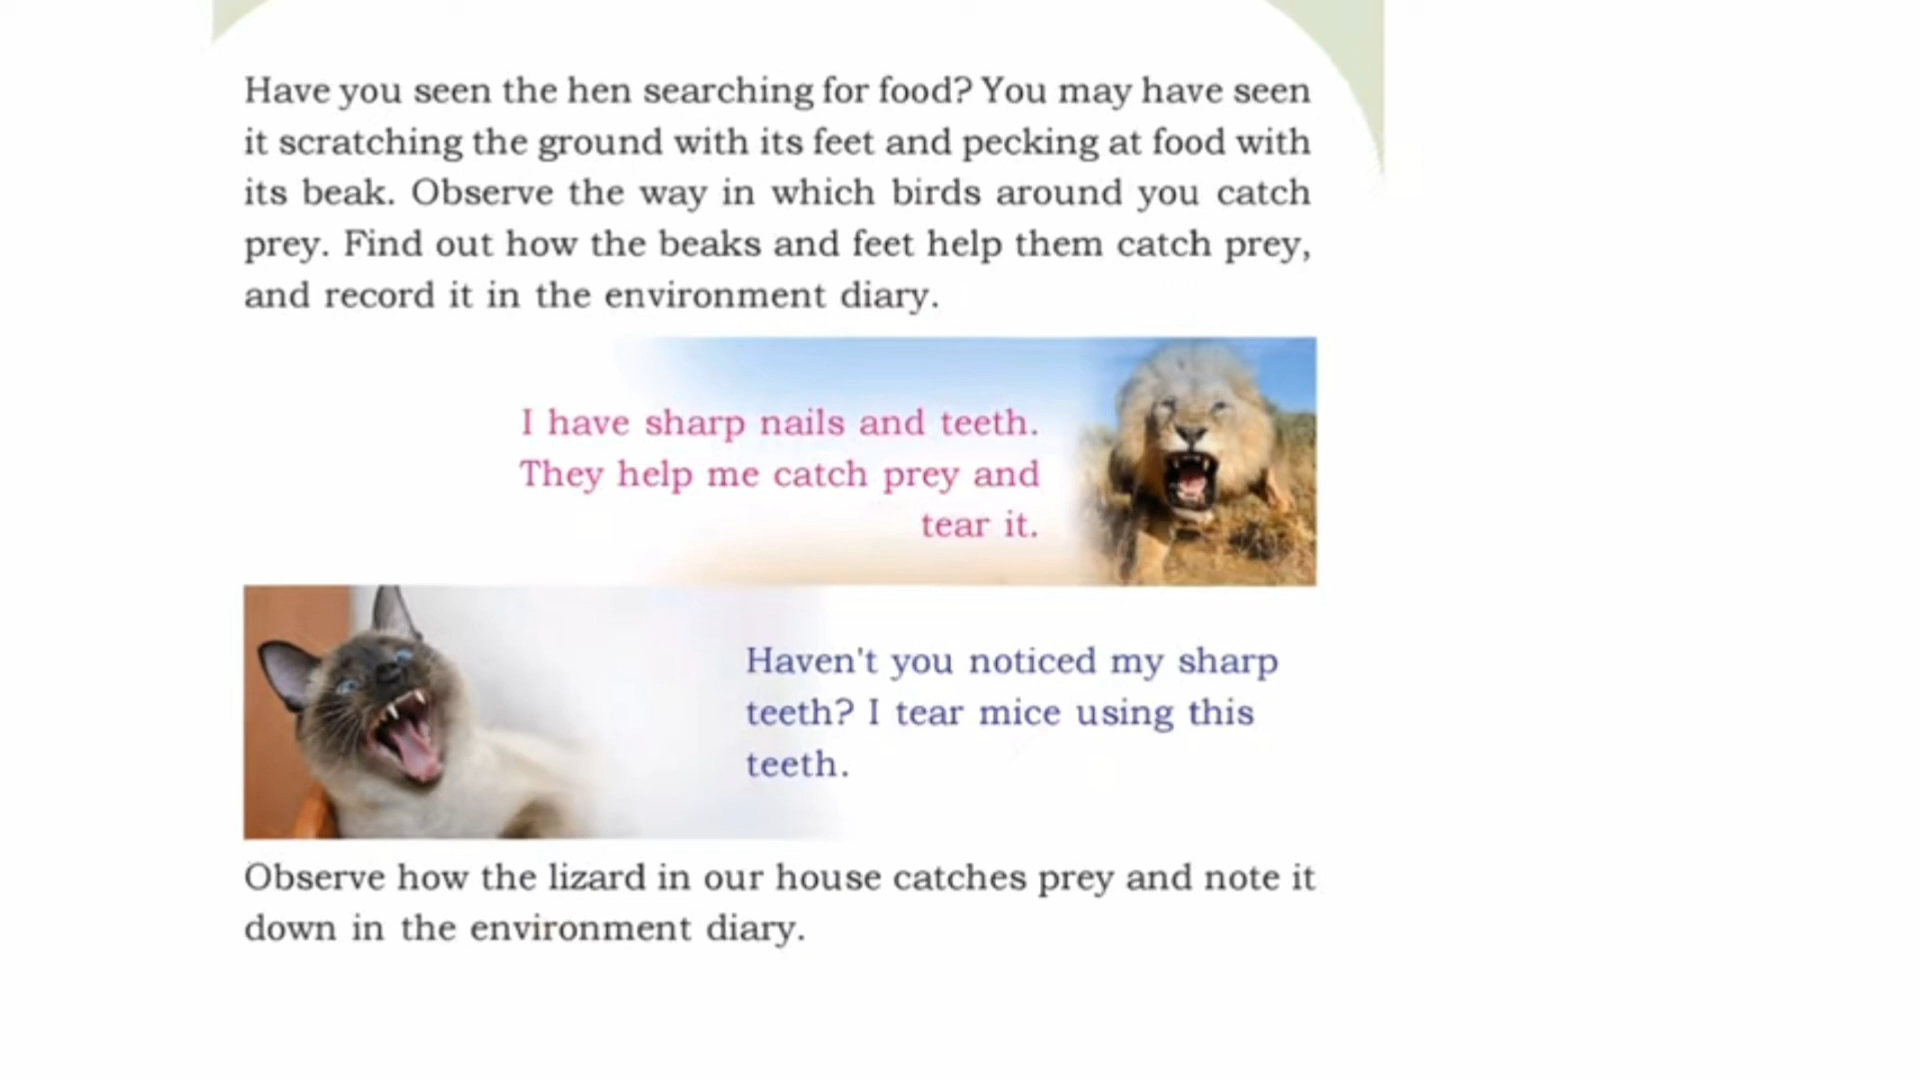 Have you seen the hen searching for food? You may have seen
it scratching the ground with its feet and pecking at food with
its beak. Observe the way in which birds around you catch
prey. Find out how the beaks and feet help them catch prey,
and record it in the environment diary.
I have sharp nails and teeth.
They help me catch prey and
tear it.
Haven't you noticed my sharp
teeth? I tear mice using this
teeth.
Observe how the lizard in our house catches prey and note it
down in the environment diary.